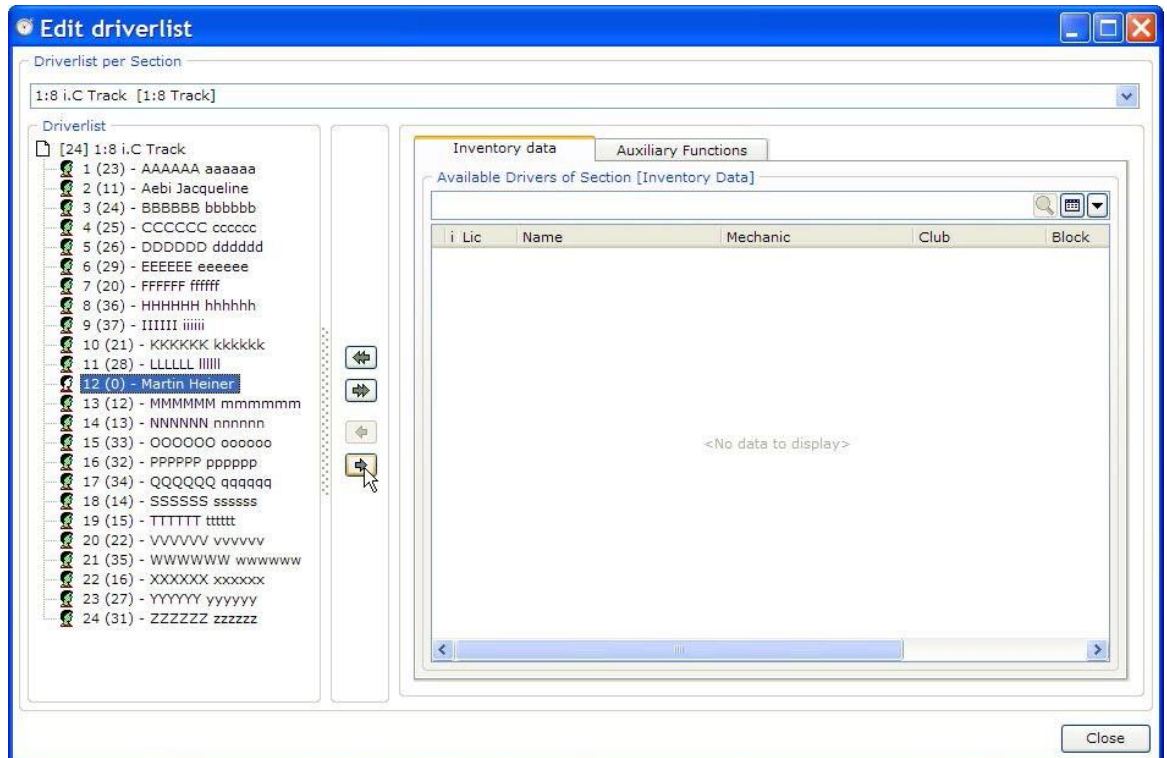 Edit driverlist
Driverlist per Section
1:8 i.C Track [1:8 Track]
Driverlist
[24] 1:8 i.C Track
1 (23) - AAAAAA aaaaaa
2 (11) - Aebi Jacqueline
3 (24) - BBBBBB bbbbbb
4 (25) - CCCCCC cccccc
5 (26) - DDDDDD dddddd
6 (29) - EEEEEE eeeeee
7 (20) - FFFFFF ffffff
8 (36) - HHHHHH hhhhhh
9 (37) - IIIIII iiiiii
10 (21) - KKKKKK kkkkkk
11 (28) - LLLLLL llllll
12 (0) - Martin Heiner
13 (12) - MMMMMM mmmmmm
14 (13) - NNNNNN nnnnnn
15 (33) - OOOOOO oooooo
16 (32) - PPPPPP pppppp
17 (34) - QQQQQQ qqqqqq
18 (14) - SSSSSS ssssss
19 (15) - TTTTTT tttttt
20 (22) - VVVVVV vvvvvv
21 (35) - WWWWWW wwwwww
22 (16) - XXXXXX xxxxxx
23 (27) - YYYYYY yyyyyy
24 (31) - ZZZZZZ zzzzzz
Inventory data Auxiliary Functions
Available Drivers of Section [Inventory Data]
i Lic Name Mechanic Club Block
<No data to display>
Close